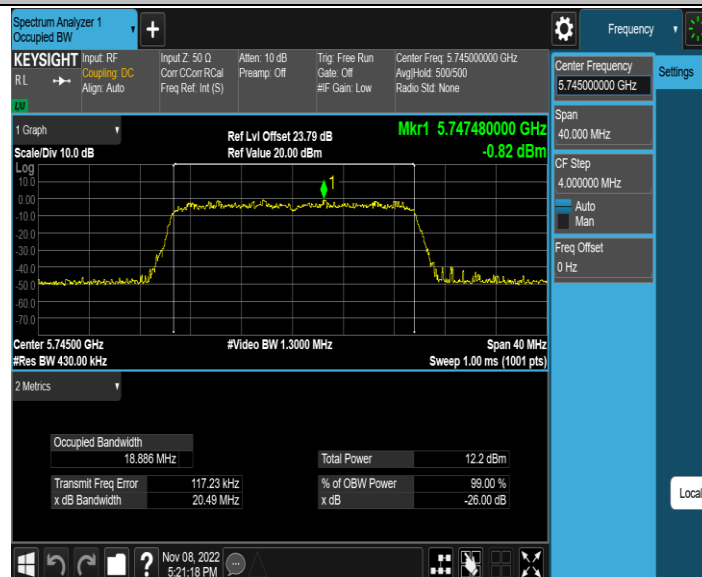 Spectrum Analyzer 1
Occupied BW
+
Frequency
KEYSIGHT
RL
Input: RF
Coupling: DC
Align: Auto
Input Z: 50 Ω
Corr CCorr RCal
Freq Ref: Int (S)
Atten: 10 dB
Preamp: Off
Trig: Free Run
Gate: Off
#IF Gain: Low
Center Freq: 5.745000000 GHz
Avg|Hold: 500/500
Radio Std: None
Center Frequency
5.745000000 GHz
Settings
Span
40.000 MHz
CF Step
4.000000 MHz
Auto
Man
Freq Offset
0 Hz
Local
1 Graph
Scale/Div 10.0 dB
Ref Lvl Offset 23.79 dB
Ref Value 20.00 dBm
Mkr1 5.747480000 GHz
-0.82 dBm
Log
10.0
0.00
-10.0
-20.0
-30.0
-40.0
-50.0
-60.0
-70.0
1
Center 5.74500 GHz
#Video BW 1.3000 MHz
Span 40 MHz
#Res BW 430.00 kHz
Sweep 1.00 ms (1001 pts)
2 Metrics
Occupied Bandwidth
18.886 MHz
Total Power 12.2 dBm
Transmit Freq Error 117.23 kHz
% of OBW Power 99.00 %
x dB Bandwidth 20.49 MHz
x dB -26.00 dB
?
Nov 08, 2022
5:21:18 PM